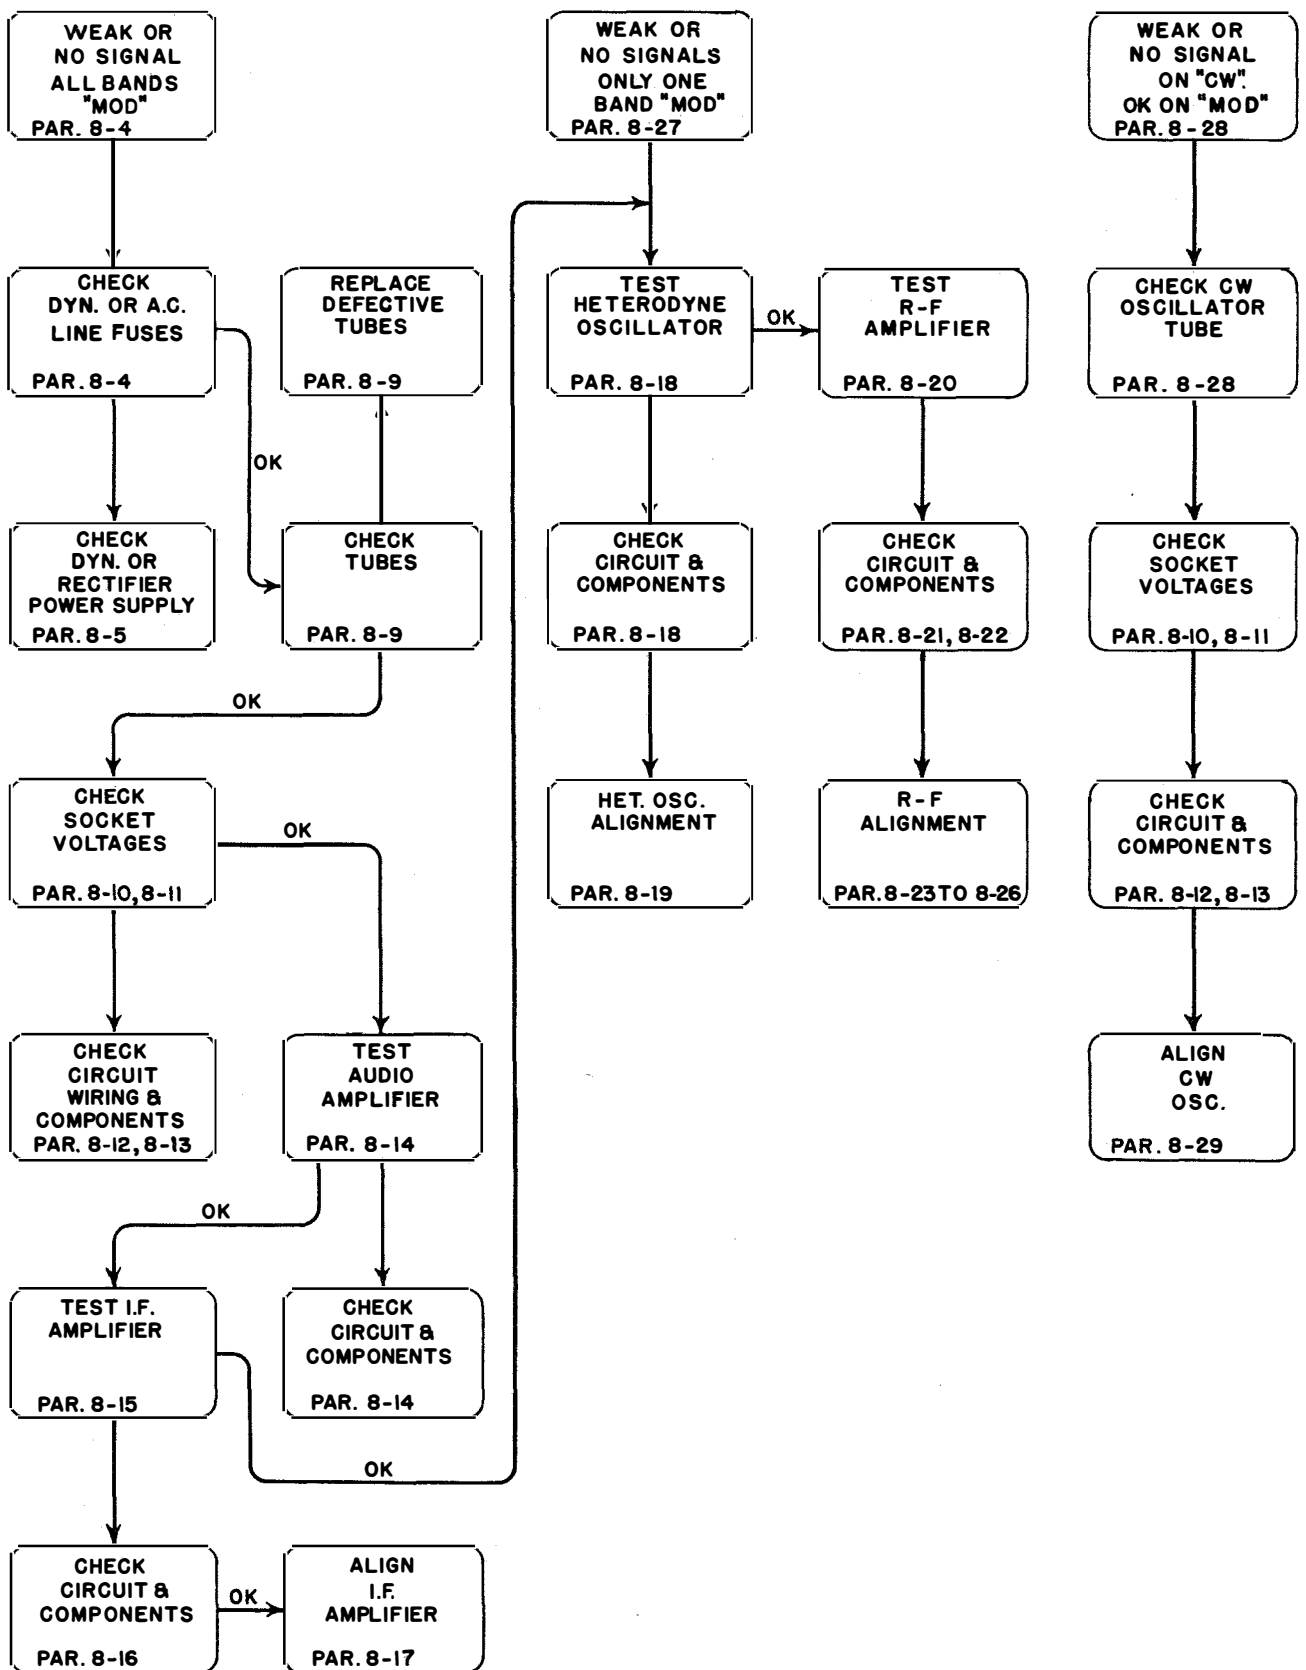 WEAK OR
NO SIGNAL
ALL BANDS
"MOD"
PAR. 8-4
CHECK
DYN. OR A.C.
LINE FUSES
PAR. 8-4
OK
CHECK
DYN. OR
RECTIFIER
POWER SUPPLY
PAR. 8-5
REPLACE
DEFECTIVE
TUBES
PAR. 8-9
CHECK
TUBES
PAR. 8-9
OK
CHECK
SOCKET
VOLTAGES
PAR. 8-10, 8-11
OK
CHECK
CIRCUIT
WIRING &
COMPONENTS
PAR. 8-12, 8-13
TEST
AUDIO
AMPLIFIER
PAR. 8-14
OK
TEST I.F.
AMPLIFIER
PAR. 8-15
CHECK
CIRCUIT &
COMPONENTS
PAR. 8-14
OK
CHECK
CIRCUIT &
COMPONENTS
PAR. 8-16
OK
ALIGN
I.F.
AMPLIFIER
PAR. 8-17
WEAK OR
NO SIGNALS
ONLY ONE
BAND "MOD"
PAR. 8-27
TEST
HETERODYNE
OSCILLATOR
PAR. 8-18
OK
TEST
R-F
AMPLIFIER
PAR. 8-20
CHECK
CIRCUIT &
COMPONENTS
PAR. 8-18
CHECK
CIRCUIT &
COMPONENTS
PAR. 8-21, 8-22
HET. OSC.
ALIGNMENT
PAR. 8-19
R-F
ALIGNMENT
PAR. 8-23 TO 8-26
WEAK OR
NO SIGNAL
ON "CW".
OK ON "MOD"
PAR. 8-28
CHECK CW
OSCILLATOR
TUBE
PAR. 8-28
CHECK
SOCKET
VOLTAGES
PAR. 8-10, 8-11
CHECK
CIRCUIT &
COMPONENTS
PAR. 8-12, 8-13
ALIGN
CW
OSC.
PAR. 8-29